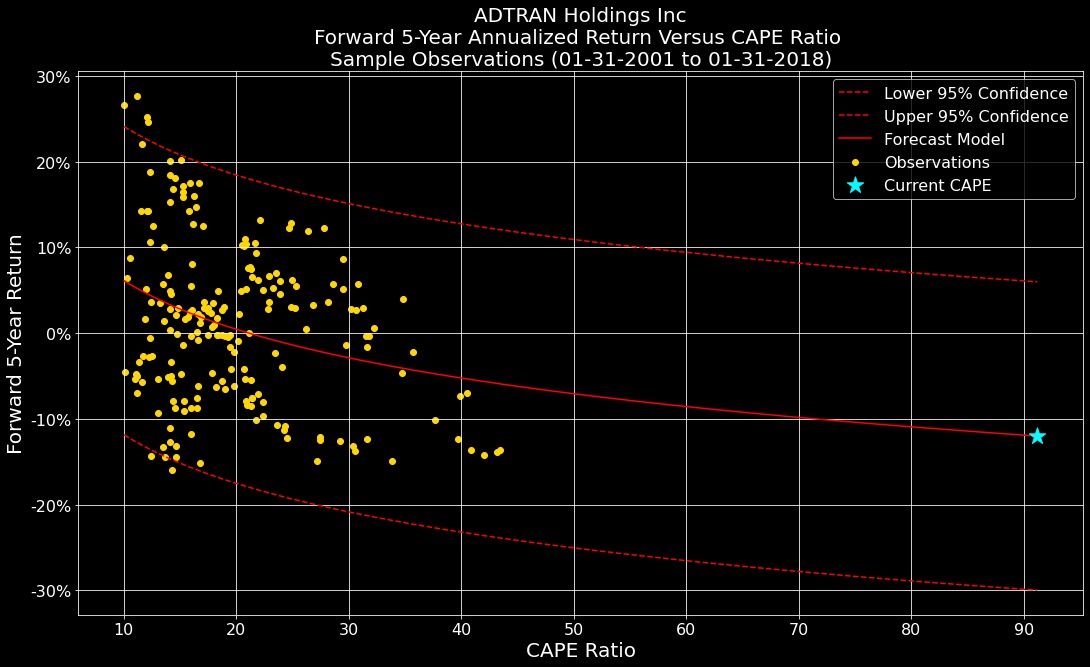 ADTRAN Holdings Inc
Forward 5-Year Annualized Return Versus CAPE Ratio
Sample Observations (01-31-2001 to 01-31-2018)
Lower 95% Confidence
Upper 95% Confidence
Forecast Model
Observations
Current CAPE
Forward 5-Year Return
30%
20%
10%
0%
-10%
-20%
-30%
10 20 30 40 50 60 70 80 90
CAPE Ratio